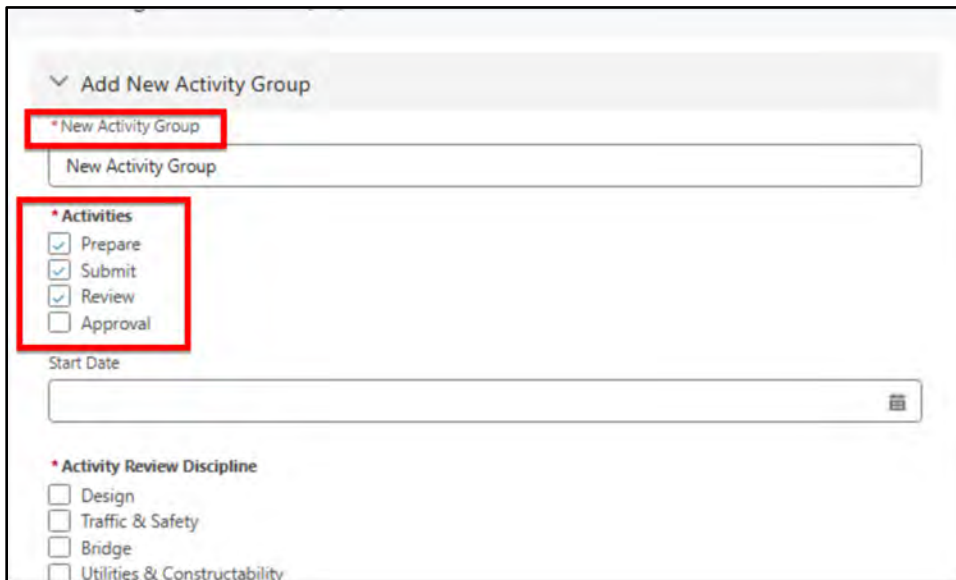 Add New Activity Group
*New Activity Group
New Activity Group
*Activities
Prepare
Submit
Review
Approval
Start Date
*Activity Review Discipline
Design
Traffic & Safety
Bridge
Utilities & Constructability